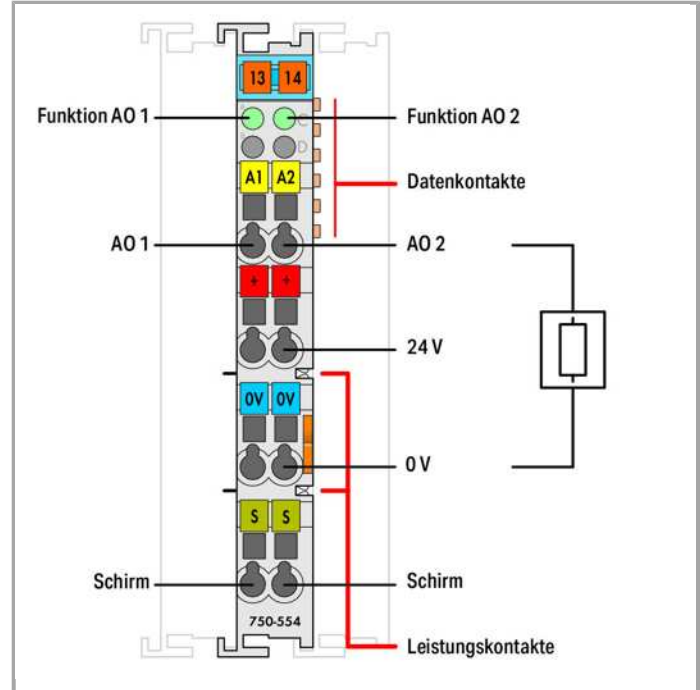 13 14
Funktion AO 1
Funktion AO 2
A C
B D
A1 A2
Datenkontakte
AO 1
AO 2
+ +
24 V
0V 0V
0 V
S S
Schirm
Schirm
750-554
Leistungskontakte